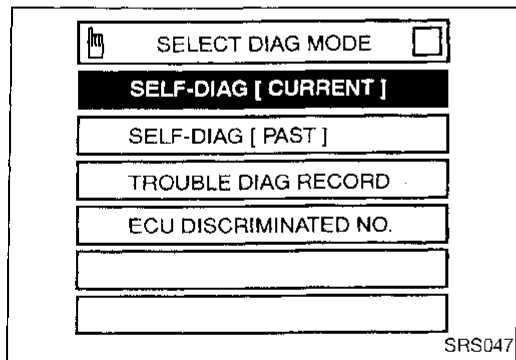 SELECT DIAG MODE
SELF-DIAG [ CURRENT ]
SELF-DIAG [ PAST ]
TROUBLE DIAG RECORD
ECU DISCRIMINATED NO.
SRS047